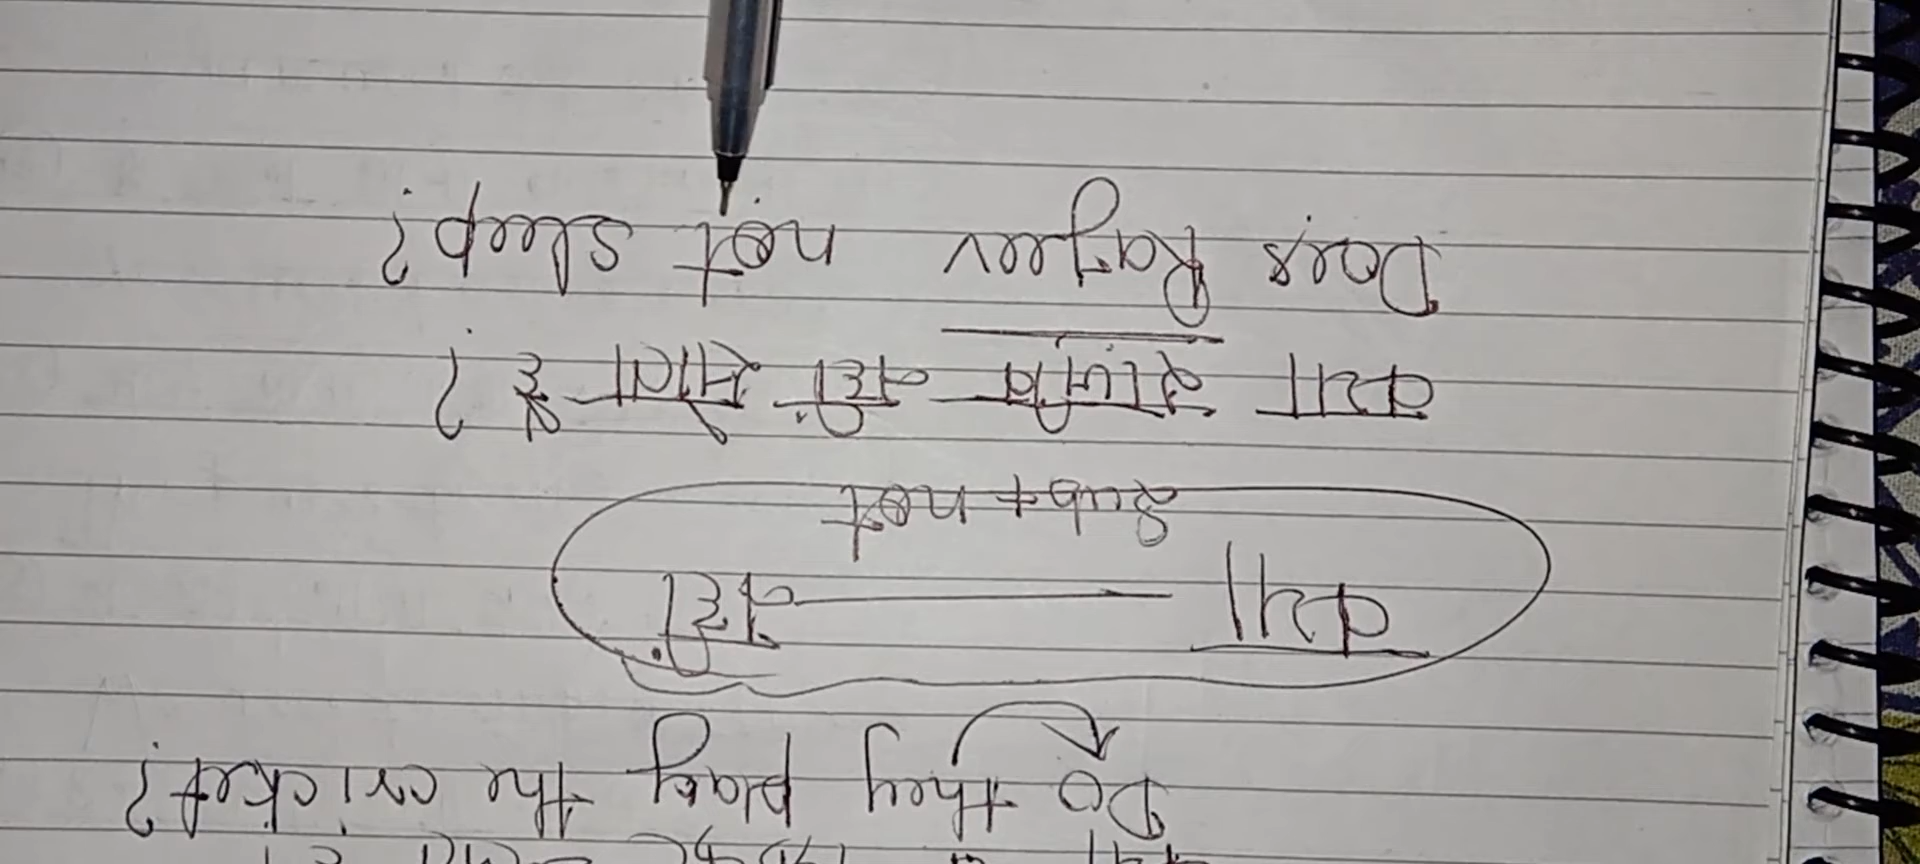 Do they play the cricket?
क्या — नहीं
Sub + not
क्या राजीव नहीं सोता है ?
Does Rajeev not sleep?